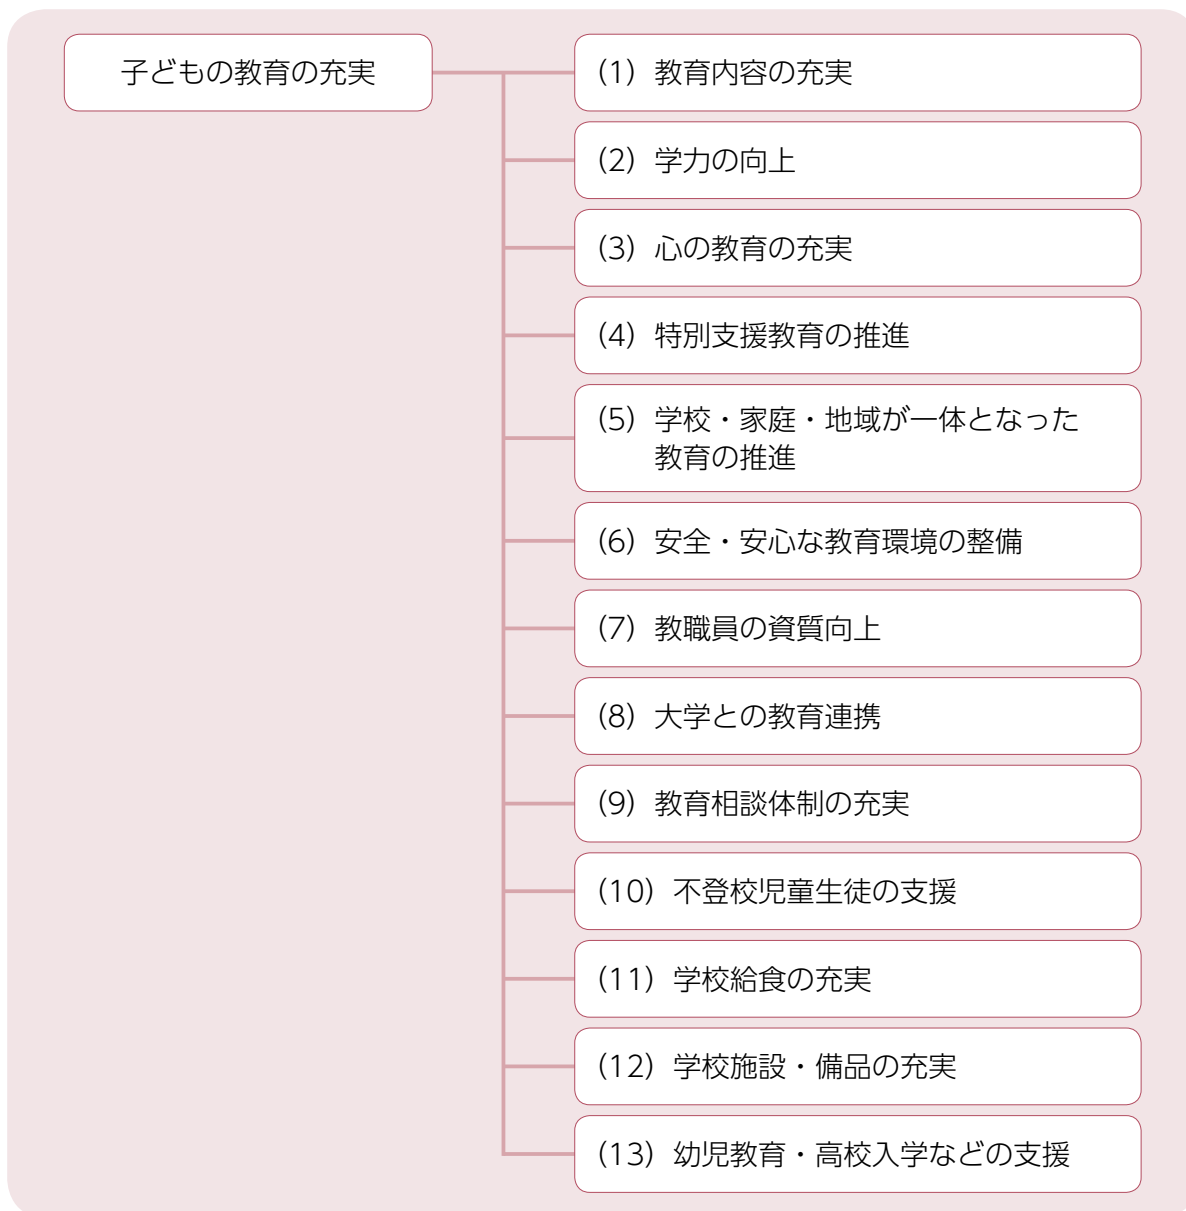 子どもの教育の充実
(1) 教育内容の充実
(2) 学力の向上
(3) 心の教育の充実
(4) 特別支援教育の推進
(5) 学校・家庭・地域が一体となった
教育の推進
(6) 安全・安心な教育環境の整備
(7) 教職員の資質向上
(8) 大学との教育連携
(9) 教育相談体制の充実
(10) 不登校児童生徒の支援
(11) 学校給食の充実
(12) 学校施設・備品の充実
(13) 幼児教育・高校入学などの支援